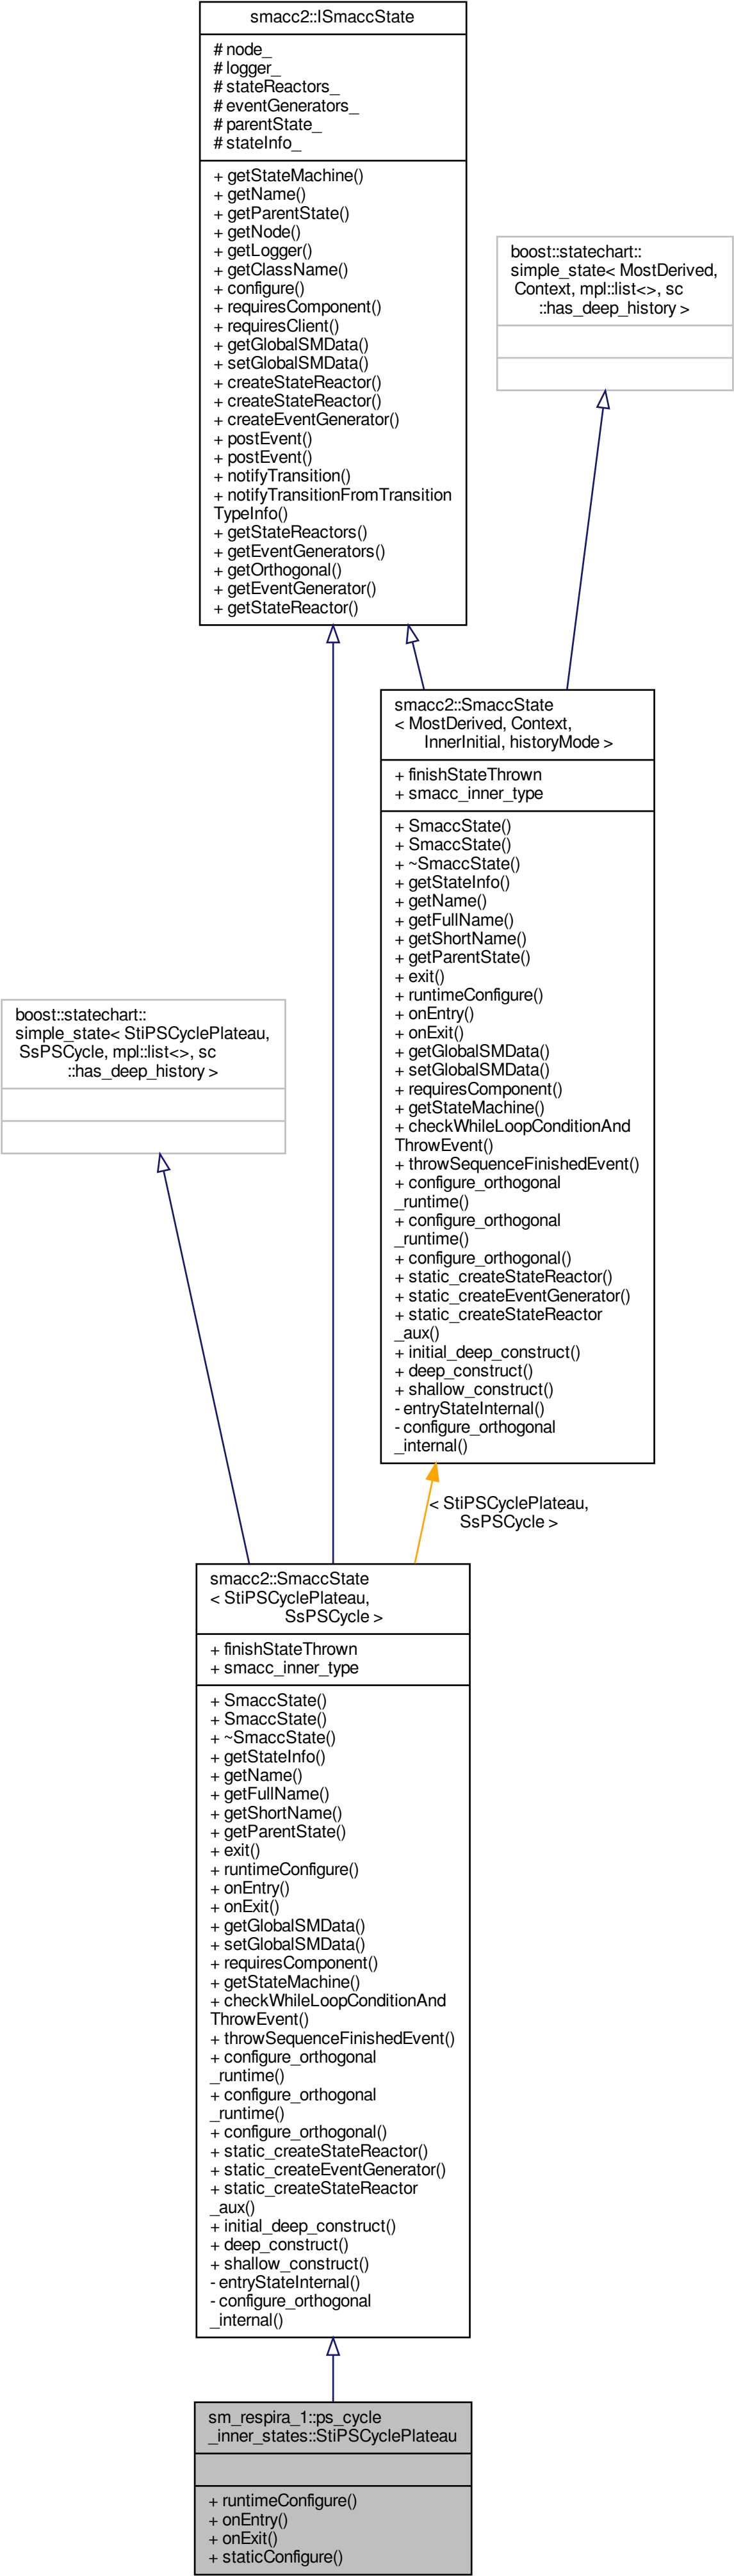 smacc2::ISmaccState
# node_
# logger_
# stateReactors_
# eventGenerators_
# parentState_
# stateInfo_
+ getStateMachine()
+ getName()
+ getParentState()
+ getNode()
+ getLogger()
+ getClassName()
+ configure()
+ requiresComponent()
+ requiresClient()
+ getGlobalSMData()
+ setGlobalSMData()
+ createStateReactor()
+ createStateReactor()
+ createEventGenerator()
+ postEvent()
+ postEvent()
+ notifyTransition()
+ notifyTransitionFromTransition
TypeInfo()
+ getStateReactors()
+ getEventGenerators()
+ getOrthogonal()
+ getEventGenerator()
+ getStateReactor()
boost::statechart::
simple_state< MostDerived,
Context, mpl::list<>, sc
::has_deep_history >
smacc2::SmaccState
< MostDerived, Context,
InnerInitial, historyMode >
+ finishStateThrown
+ smacc_inner_type
+ SmaccState()
+ SmaccState()
+ ~SmaccState()
+ getStateInfo()
+ getName()
+ getFullName()
+ getShortName()
+ getParentState()
+ exit()
+ runtimeConfigure()
+ onEntry()
+ onExit()
+ getGlobalSMData()
+ setGlobalSMData()
+ requiresComponent()
+ getStateMachine()
+ checkWhileLoopConditionAnd
ThrowEvent()
+ throwSequenceFinishedEvent()
+ configure_orthogonal
_runtime()
+ configure_orthogonal
_runtime()
+ configure_orthogonal()
+ static_createStateReactor()
+ static_createEventGenerator()
+ static_createStateReactor
_aux()
+ initial_deep_construct()
+ deep_construct()
+ shallow_construct()
- entryStateInternal()
- configure_orthogonal
_internal()
boost::statechart::
simple_state< StiPSCyclePlateau,
SsPSCycle, mpl::list<>, sc
::has_deep_history >
< StiPSCyclePlateau,
SsPSCycle >
smacc2::SmaccState
< StiPSCyclePlateau,
SsPSCycle >
+ finishStateThrown
+ smacc_inner_type
+ SmaccState()
+ SmaccState()
+ ~SmaccState()
+ getStateInfo()
+ getName()
+ getFullName()
+ getShortName()
+ getParentState()
+ exit()
+ runtimeConfigure()
+ onEntry()
+ onExit()
+ getGlobalSMData()
+ setGlobalSMData()
+ requiresComponent()
+ getStateMachine()
+ checkWhileLoopConditionAnd
ThrowEvent()
+ throwSequenceFinishedEvent()
+ configure_orthogonal
_runtime()
+ configure_orthogonal
_runtime()
+ configure_orthogonal()
+ static_createStateReactor()
+ static_createEventGenerator()
+ static_createStateReactor
_aux()
+ initial_deep_construct()
+ deep_construct()
+ shallow_construct()
- entryStateInternal()
- configure_orthogonal
_internal()
sm_respira_1::ps_cycle
_inner_states::StiPSCyclePlateau
+ runtimeConfigure()
+ onEntry()
+ onExit()
+ staticConfigure()